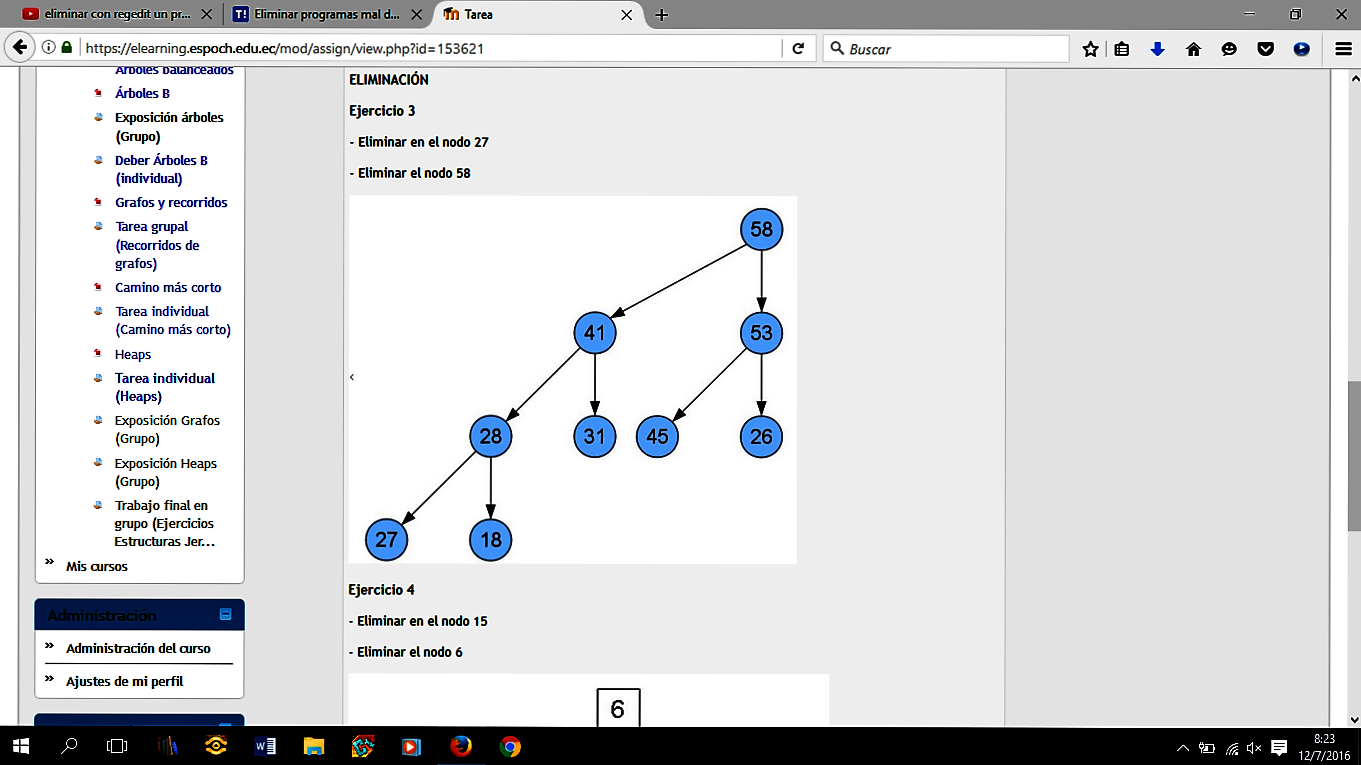 eliminar con regedit un pr...
Eliminar programas mal d...
Tarea
https://elearning.espoch.edu.ec/mod/assign/view.php?id=153621
Buscar
Árboles balanceados
Árboles B
Exposición árboles
(Grupo)
Deber Árboles B
(individual)
Grafos y recorridos
Tarea grupal
(Recorridos de
grafos)
Camino más corto
Tarea individual
(Camino más corto)
Heaps
Tarea individual
(Heaps)
Exposición Grafos
(Grupo)
Exposición Heaps
(Grupo)
Trabajo final en
grupo (Ejercicios
Estructuras Jer...
Mis cursos
Administración
Administración del curso
Ajustes de mi perfil
ELIMINACIÓN
Ejercicio 3
- Eliminar en el nodo 27
- Eliminar el nodo 58
58
41 53
28 31 45 26
27 18
Ejercicio 4
- Eliminar en el nodo 15
- Eliminar el nodo 6
6
8:23
12/7/2016